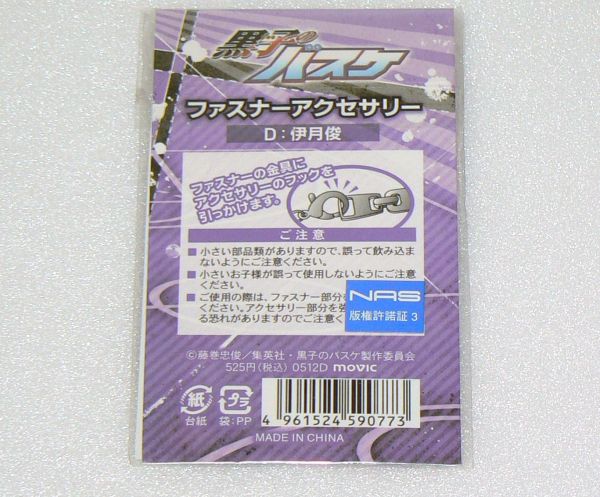 黒子のバスケ
ファスナーアクセサリー
D：伊月俊
ファスナーの金具に
アクセサリーのフックを
引っかけます。
ご注意
■ 小さい部品類がありますので、誤って飲み込ま
ないようにご注意ください。
■ 小さいお子様が誤って使用しないようにご注意
ください。
■ ご使用の際は、ファスナー部分
ください。アクセサリー部分を強
る恐れがありますのでご注意く
NAS
版権許諾証 3
©藤巻忠俊／集英社・黒子のバスケ製作委員会
525円(税込) 0512D movic
紙
台紙
プラ
袋:PP
4 961524 590773
MADE IN CHINA